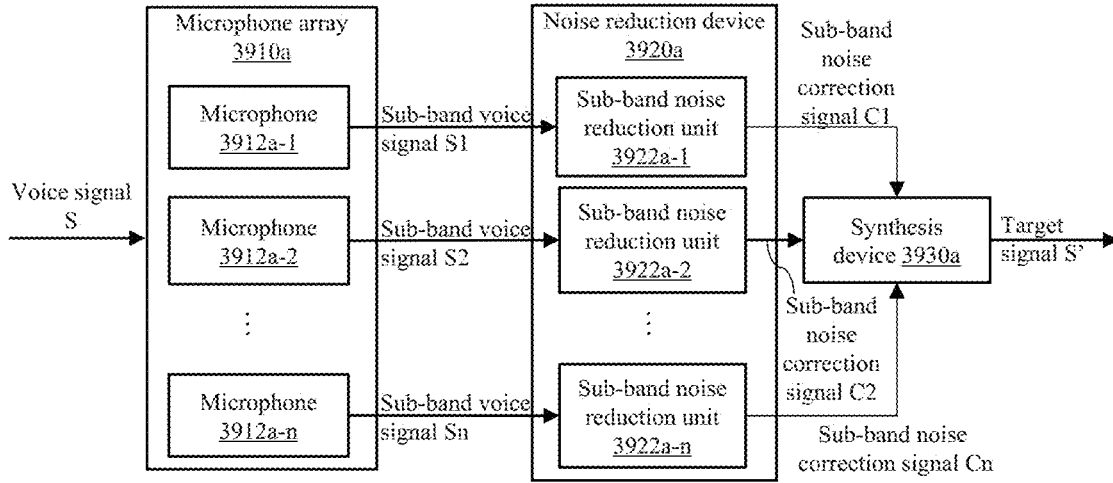 Microphone array
3910a
Microphone
3912a-1
Microphone
3912a-2
⋮
Microphone
3912a-n
Voice signal
S
Sub-band voice
signal S1
Sub-band voice
signal S2
Sub-band voice
signal Sn
Noise reduction device
3920a
Sub-band noise
reduction unit
3922a-1
Sub-band noise
reduction unit
3922a-2
⋮
Sub-band noise
reduction unit
3922a-n
Sub-band
noise
correction
signal C1
Synthesis
device 3930a
Target
signal S'
Sub-band
noise
correction
signal C2
Sub-band noise
correction signal Cn